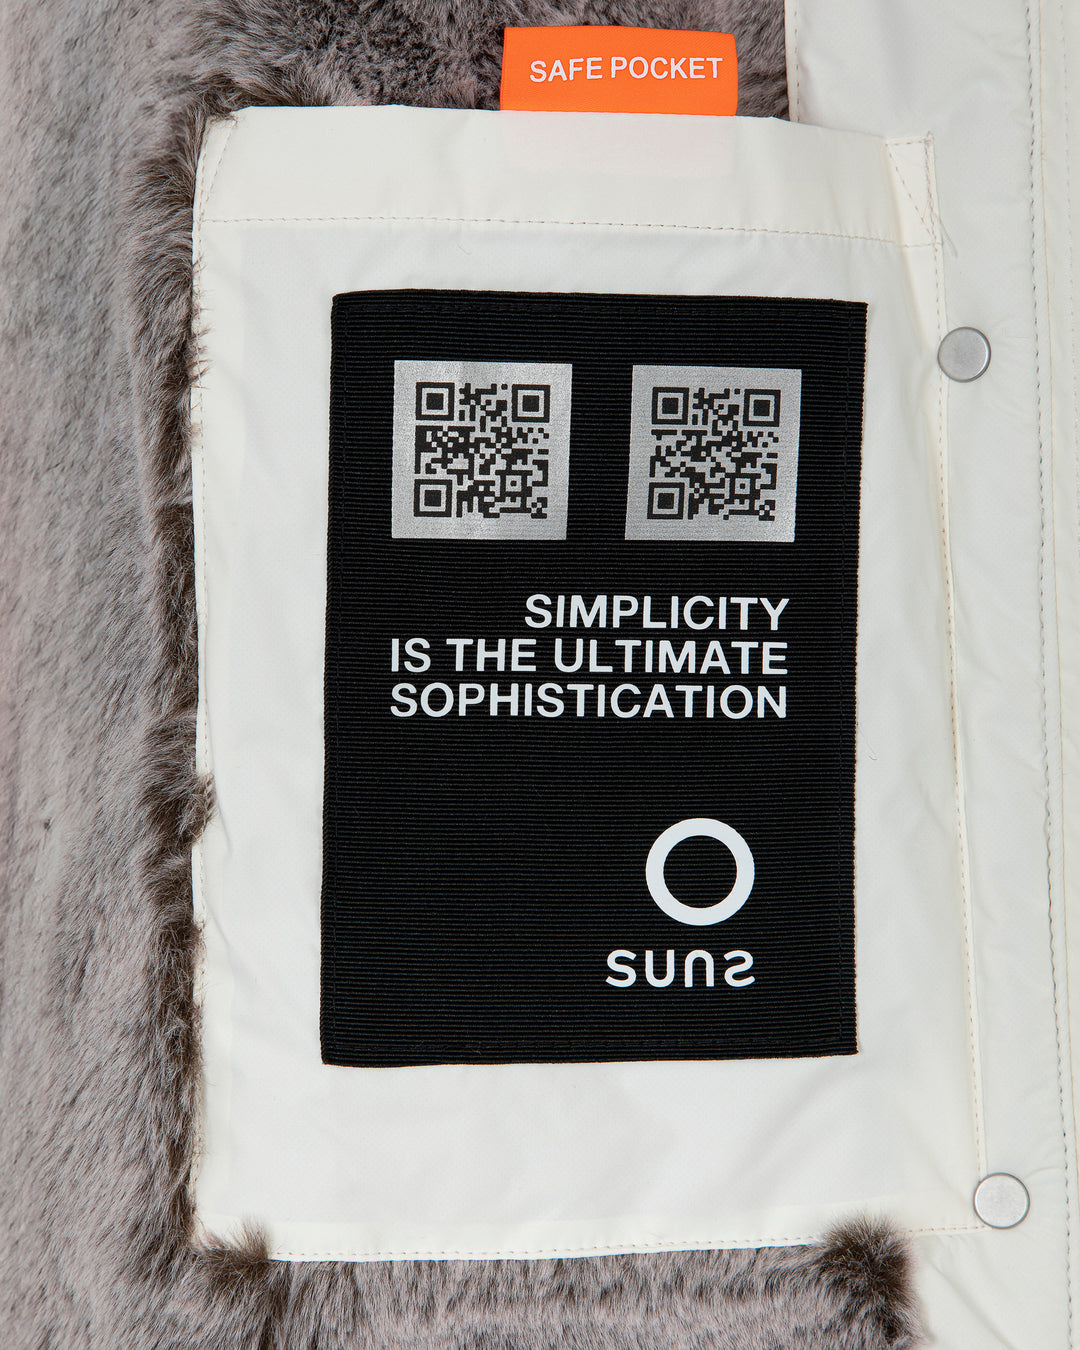 SAFE POCKET
SIMPLICITY
IS THE ULTIMATE
SOPHISTICATION
SUNS